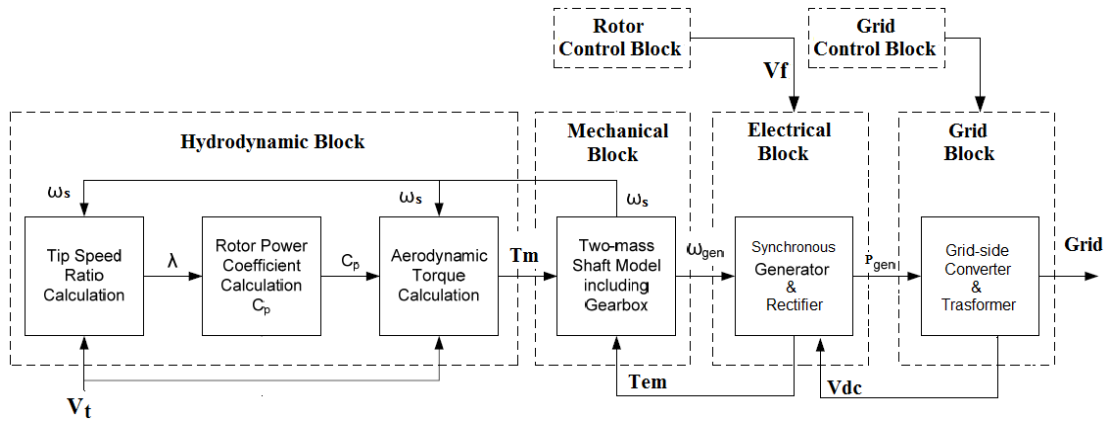 Rotor
Control Block
Grid
Control Block
Vf
Hydrodynamic Block
Mechanical
Block
Electrical
Block
Grid
Block
ωs
ωs
ωs
Tip Speed
Ratio
Calculation
λ
Rotor Power
Coefficient
Calculation
Cp
Cp
Aerodynamic
Torque
Calculation
Tm
Two-mass
Shaft Model
including
Gearbox
ωgen
Synchronous
Generator
&
Rectifier
Pgen
Grid-side
Converter
&
Trasformer
Grid
Vt
Tem
Vdc